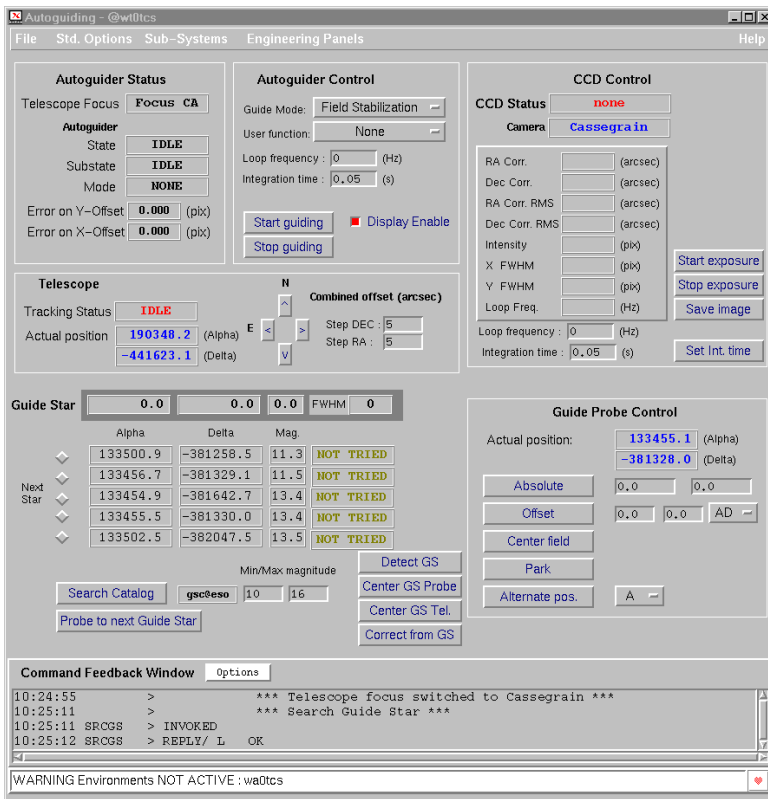 Autoguiding - @wt0tcs
File Std. Options Sub-Systems Engineering Panels Help
Autoguider Status
Telescope Focus Focus CA
Autoguider
State IDLE
Substate IDLE
Mode NONE
Error on Y-Offset 0.000 (pix)
Error on X-Offset 0.000 (pix)
Autoguider Control
Guide Mode: Field Stabilization
User function: None
Loop frequency : 0 (Hz)
Integration time : 0.05 (s)
Start guiding Display Enable
Stop guiding
CCD Control
CCD Status none
Camera Cassegrain
RA Corr. (arcsec)
Dec Corr. (arcsec)
RA Corr. RMS (arcsec)
Dec Corr. RMS (arcsec)
Intensity (pix)
X FWHM (pix)
Y FWHM (pix)
Loop Freq. (Hz)
Loop frequency : 0 (Hz)
Integration time : 0.05 (s)
Start exposure
Stop exposure
Save image
Set Int. time
Telescope
Tracking Status IDLE
Actual position 190348.2 (Alpha)
-441623.1 (Delta)
N
^
E < >
v
Combined offset (arcsec)
Step DEC : 5
Step RA : 5
Guide Star 0.0 0.0 0.0 FWHM 0
Alpha Delta Mag.
133500.9 -381258.5 11.3 NOT TRIED
133456.7 -381329.1 11.5 NOT TRIED
Next Star
133454.9 -381642.7 13.4 NOT TRIED
133455.5 -381330.0 13.4 NOT TRIED
133502.5 -382047.5 13.5 NOT TRIED
Min/Max magnitude
Search Catalog gsc@eso 10 16
Probe to next Guide Star
Detect GS
Center GS Probe
Center GS Tel.
Correct from GS
Guide Probe Control
Actual position: 133455.1 (Alpha)
-381328.0 (Delta)
Absolute 0.0 0.0
Offset 0.0 0.0 AD
Center field
Park
Alternate pos. A
Command Feedback Window Options
10:24:55 > *** Telescope focus switched to Cassegrain ***
10:25:11 > *** Search Guide Star ***
10:25:11 SRCGS > INVOKED
10:25:12 SRCGS > REPLY/ L OK
WARNING Environments NOT ACTIVE : wa0tcs